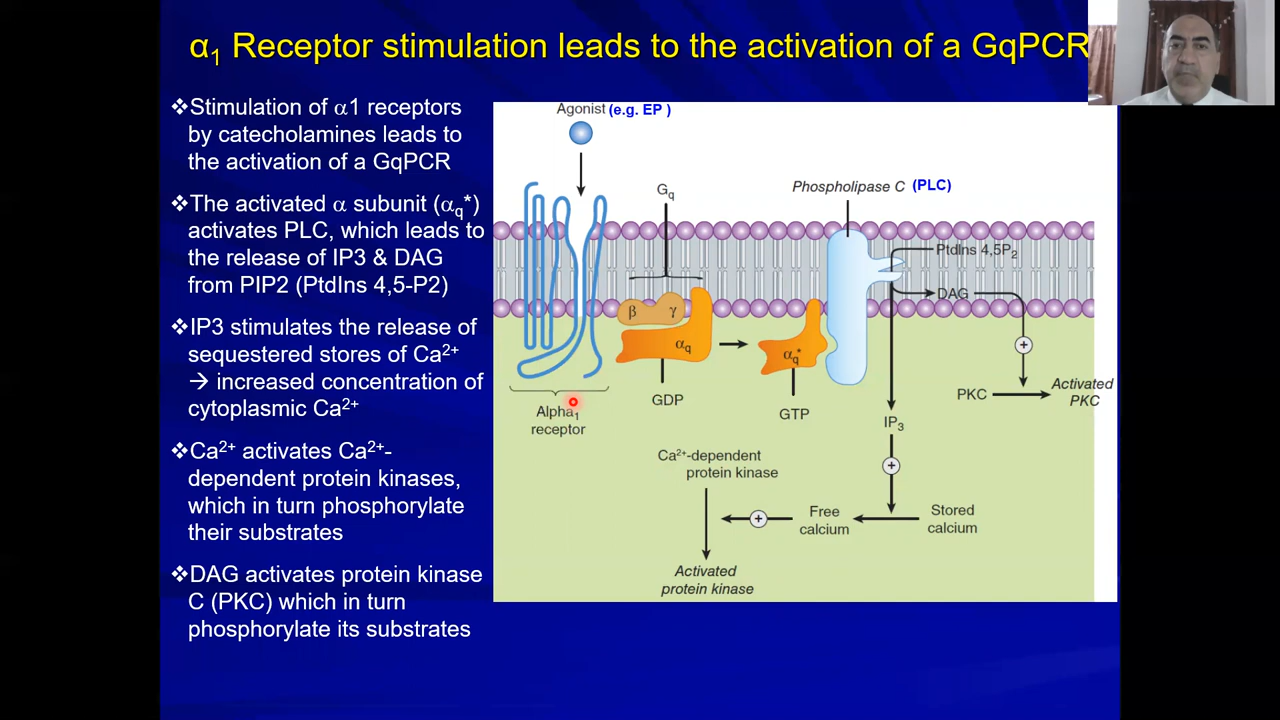 α₁ Receptor stimulation leads to the activation of a GqPCR
❖Stimulation of α1 receptors
by catecholamines leads to
the activation of a GqPCR
❖The activated α subunit (αq*)
activates PLC, which leads to
the release of IP3 & DAG
from PIP2 (PtdIns 4,5-P2)
❖IP3 stimulates the release of
sequestered stores of Ca²⁺
→ increased concentration of
cytoplasmic Ca²⁺
❖Ca²⁺ activates Ca²⁺-
dependent protein kinases,
which in turn phosphorylate
their substrates
❖DAG activates protein kinase
C (PKC) which in turn
phosphorylate its substrates
Agonist (e.g. EP )
Gq
Phospholipase C (PLC)
PtdIns 4,5P₂
DAG
β γ
αq
αq*
+
GDP
GTP
PKC
Activated
PKC
Alpha₁
receptor
IP₃
+
Ca²⁺-dependent
protein kinase
+
Free
calcium
Stored
calcium
Activated
protein kinase